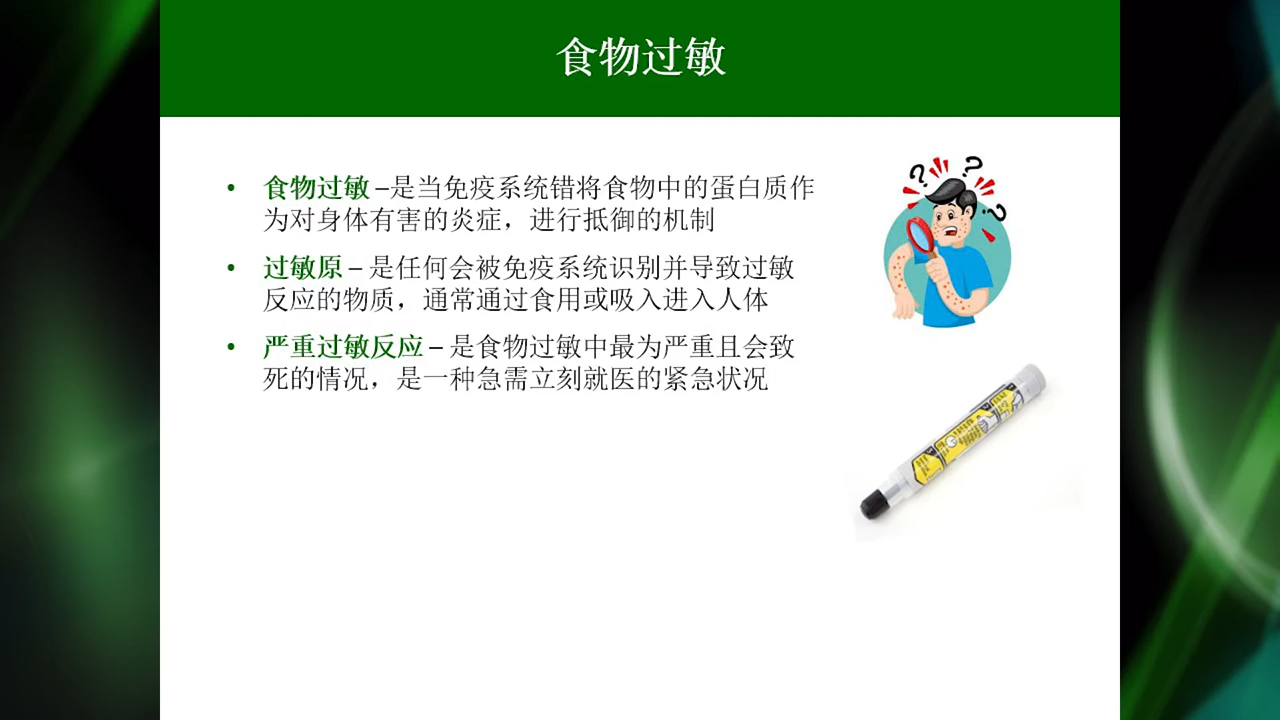 食物过敏
• 食物过敏 –是当免疫系统错将食物中的蛋白质作
为对身体有害的炎症，进行抵御的机制
• 过敏原 – 是任何会被免疫系统识别并导致过敏
反应的物质，通常通过食用或吸入进入人体
• 严重过敏反应 – 是食物过敏中最为严重且会致
死的情况，是一种急需立刻就医的紧急状况
? ? ?